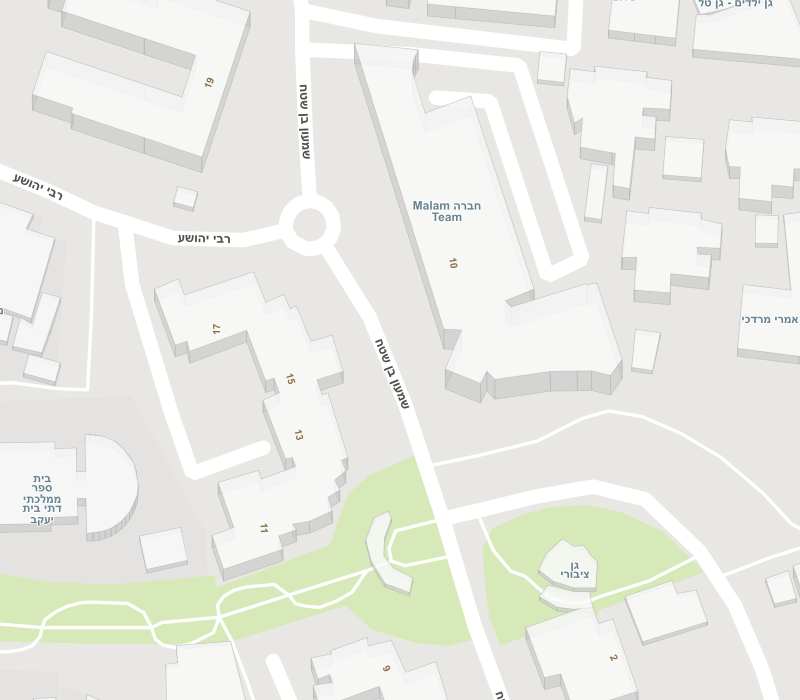 גן ילדים - גן טל
19
שמעון בן שטח
רבי יהושע
חברה Malam
Team
רבי יהושע
10
אמרי מרדכי
17
שמעון בן שטח
15
13
בית
ספר
ממלכתי
דתי בית
יעקב
11
גן
ציבורי
9
2